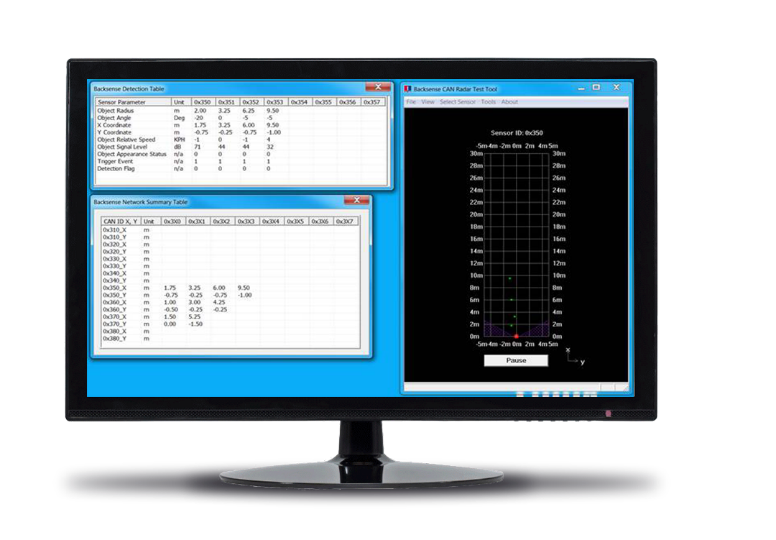 Backsense Detection Table
Sensor Parameter Unit 0x350 0x351 0x352 0x353 0x354 0x355 0x356 0x357
Object Radius m 2.00 3.25 6.25 9.50
Object Angle Deg -20 0 -5 -5
X Coordinate m 1.75 3.25 6.00 9.50
Y Coordinate m -0.75 -0.25 -0.75 -1.00
Object Relative Speed KPH -1 0 -1 4
Object Signal Level dB 71 44 44 32
Object Appearance Status n/a 0 0 0 0
Trigger Event n/a 1 1 1 1
Detection Flag n/a 0 0 0 0
Backsense Network Summary Table
CAN ID X, Y Unit 0x3X0 0x3X1 0x3X2 0x3X3 0x3X4 0x3X5 0x3X6 0x3X7
0x310_X m
0x310_Y m
0x320_X m
0x320_Y m
0x330_X m
0x330_Y m
0x340_X m
0x340_Y m
0x350_X m 1.75 3.25 6.00 9.50
0x350_Y m -0.75 -0.25 -0.75 -1.00
0x360_X m 1.00 3.00 4.25
0x360_Y m -0.50 -0.25 -0.25
0x370_X m 1.50 5.25
0x370_Y m 0.00 -1.50
0x380_X m
0x380_Y m
Backsense CAN Radar Test Tool
File View Select Sensor Tools About
Sensor ID: 0x350
-5m-4m -2m 0m 2m 4m 5m
30m 30m
28m 28m
26m 26m
24m 24m
22m 22m
20m 20m
18m 18m
16m 16m
14m 14m
12m 12m
10m 10m
8m 8m
6m 6m
4m 4m
2m 2m
0m 0m
-5m-4m -2m 0m 2m 4m 5m
x
y
Pause